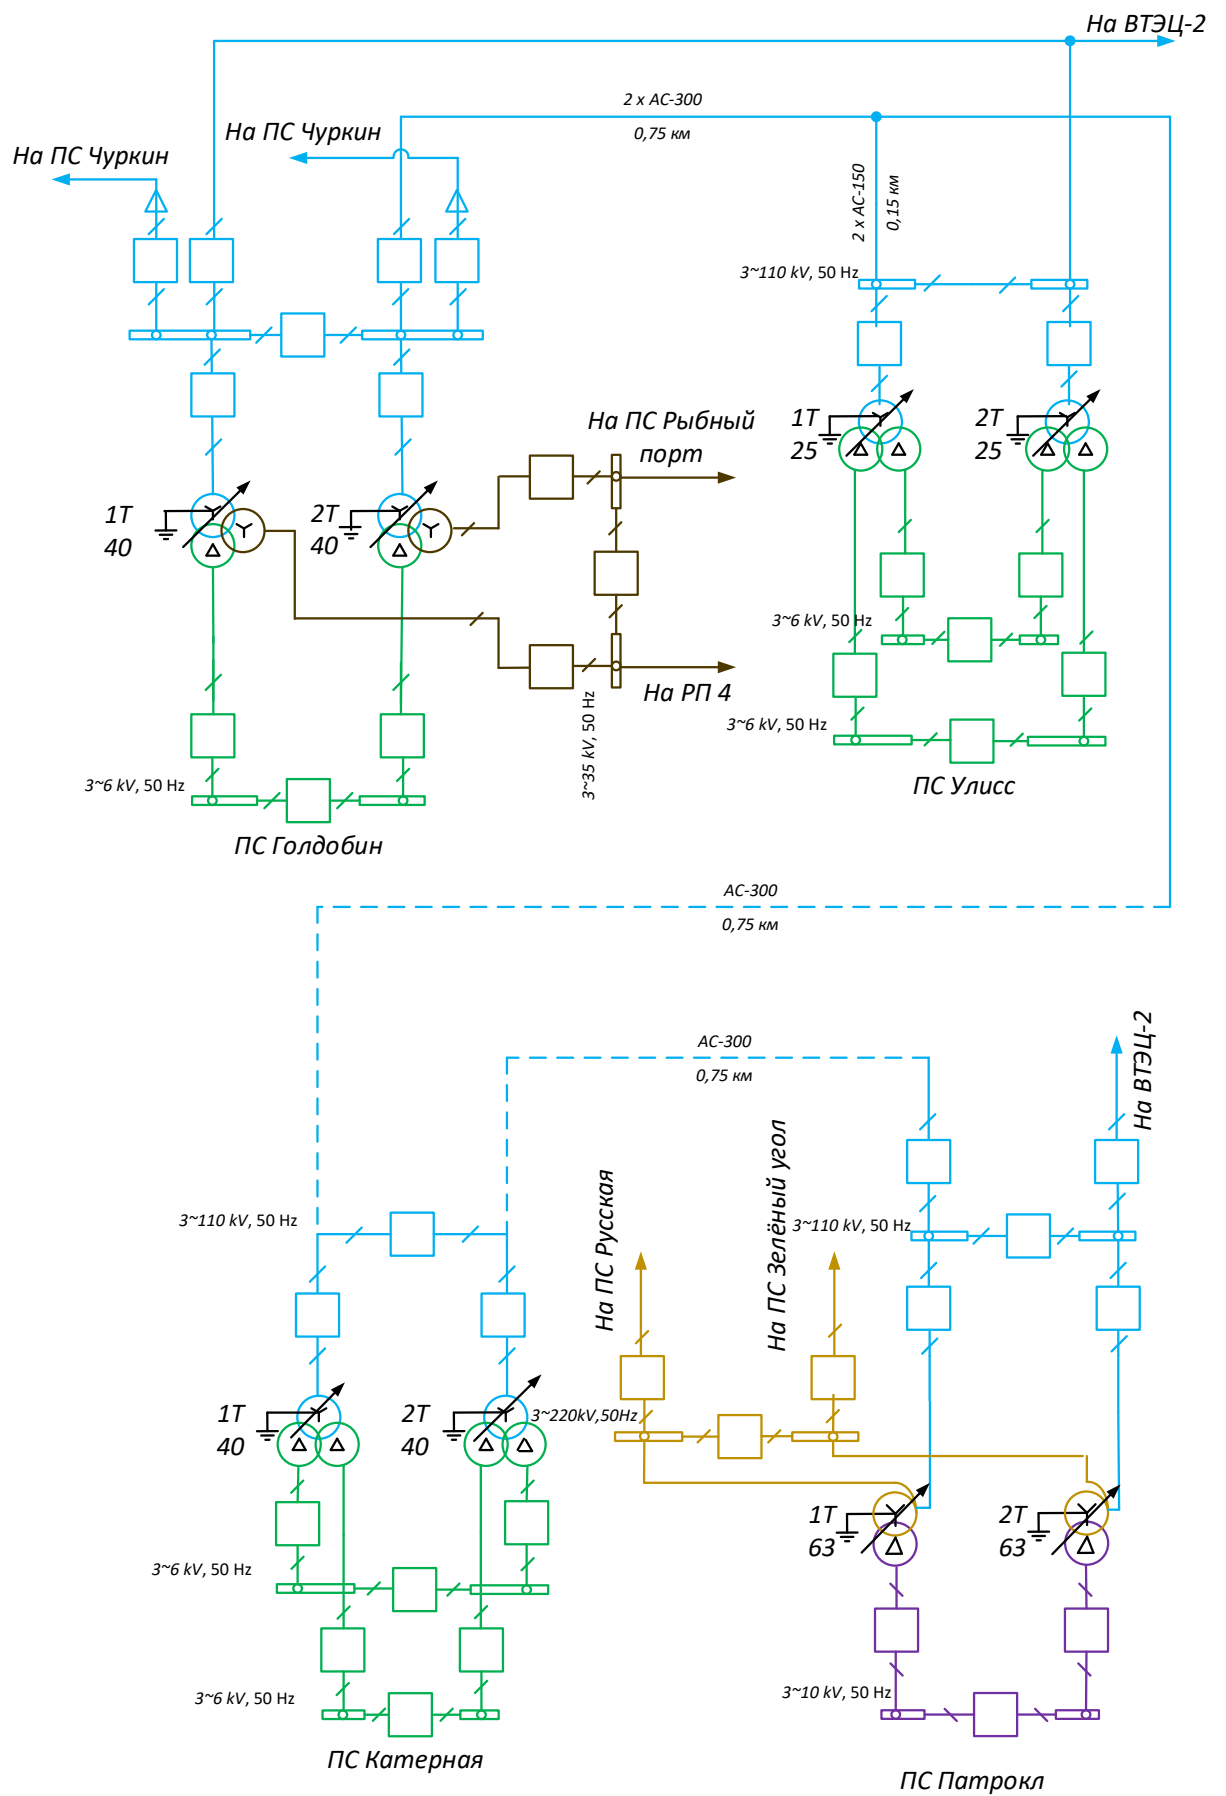 На ВТЭЦ-2
2 x АС-300
0,75 км
На ПС Чуркин
На ПС Чуркин
2 x АС-150
0,15 км
3~110 kV, 50 Hz
1Т
25
2Т
25
На ПС Рыбный
порт
1Т
40
2Т
40
3~6 kV, 50 Hz
На РП 4
3~35 kV, 50 Hz
3~6 kV, 50 Hz
3~6 kV, 50 Hz
ПС Улисс
ПС Голдобин
АС-300
0,75 км
АС-300
0,75 км
На ВТЭЦ-2
На ПС Русская
На ПС Зелёный угол
3~110 kV, 50 Hz
3~110 kV, 50 Hz
1Т
40
2Т
40
3~220kV,50Hz
1Т
63
2Т
63
3~6 kV, 50 Hz
3~6 kV, 50 Hz
3~10 kV, 50 Hz
ПС Катерная
ПС Патрокл